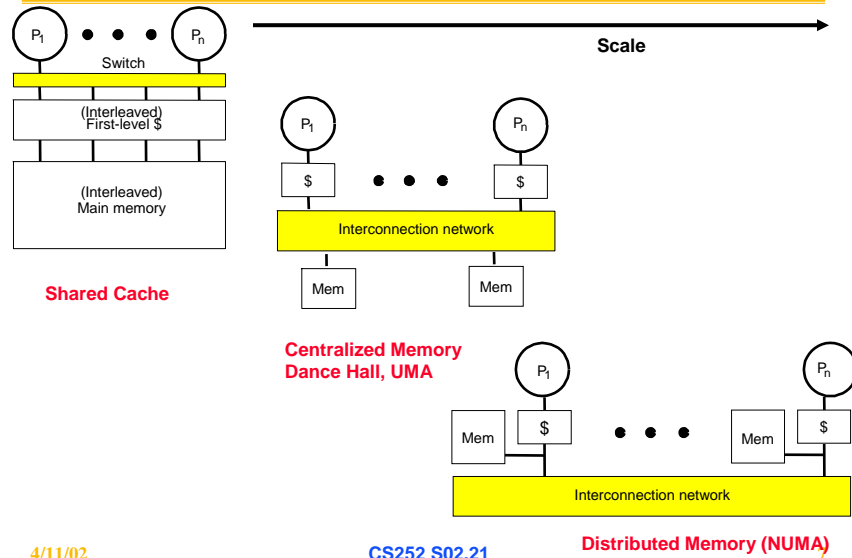 P1
Pn
Switch
(Interleaved)
First-level $
(Interleaved)
Main memory
Shared Cache
Scale
P1
Pn
$
$
Interconnection network
Mem
Mem
Centralized Memory
Dance Hall, UMA
P1
Pn
Mem
$
Mem
$
Interconnection network
Distributed Memory (NUMA)
4/11/02
CS252 S02.21